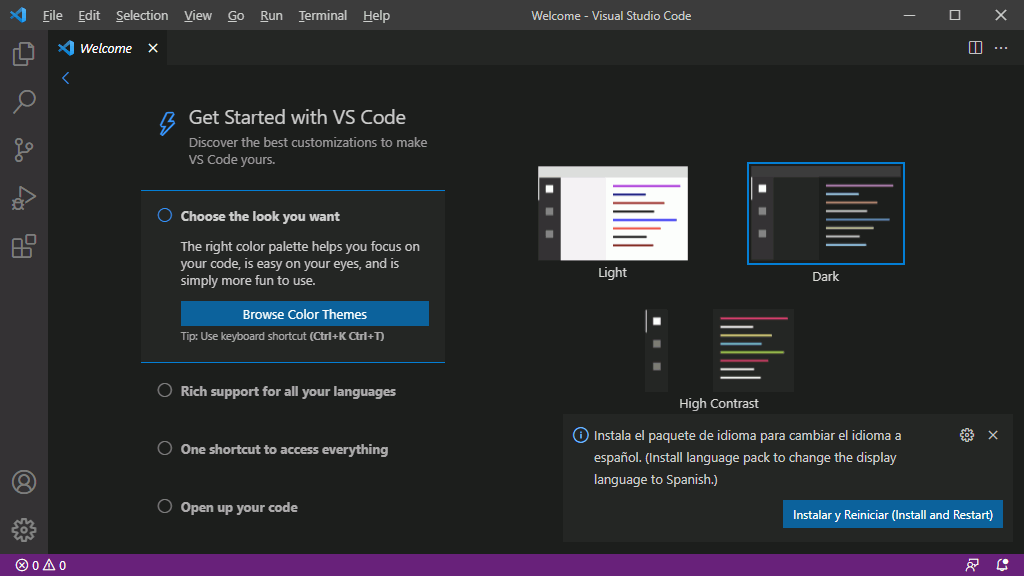 File Edit Selection View Go Run Terminal Help Welcome - Visual Studio Code
Welcome
Get Started with VS Code
Discover the best customizations to make
VS Code yours.
Choose the look you want
The right color palette helps you focus on
your code, is easy on your eyes, and is
simply more fun to use.
Browse Color Themes
Tip: Use keyboard shortcut (Ctrl+K Ctrl+T)
Rich support for all your languages
One shortcut to access everything
Open up your code
Light
Dark
High Contrast
Instala el paquete de idioma para cambiar el idioma a
español. (Install language pack to change the display
language to Spanish.)
Instalar y Reiniciar (Install and Restart)
0 0